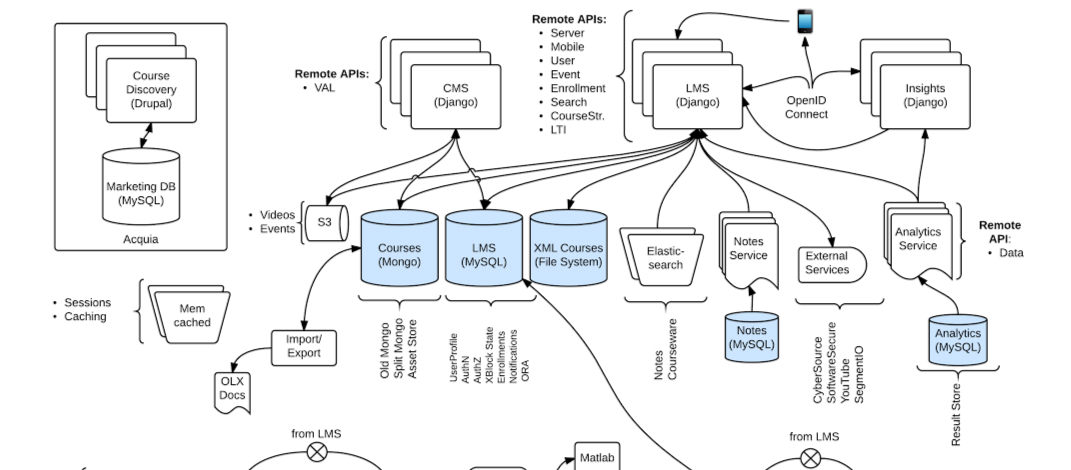 Course
Discovery
(Drupal)
Marketing DB
(MySQL)
Acquia
Remote APIs:
• VAL
CMS
(Django)
Remote APIs:
• Server
• Mobile
• User
• Event
• Enrollment
• Search
• CourseStr.
• LTI
LMS
(Django)
OpenID
Connect
Insights
(Django)
• Videos
• Events
S3
Courses
(Mongo)
LMS
(MySQL)
XML Courses
(File System)
Elastic-
search
Notes
Service
External
Services
Analytics
Service
Remote
API:
• Data
• Sessions
• Caching
Mem
cached
Import/
Export
OLX
Docs
Old Mongo
Split Mongo
Asset Store
UserProfile
AuthN
AuthZ
XBlock State
Enrollments
Notifications
ORA
Notes
Courseware
Notes
(MySQL)
CyberSource
SoftwareSecure
YouTube
SegmentIO
Analytics
(MySQL)
Result Store
from LMS
Matlab
from LMS